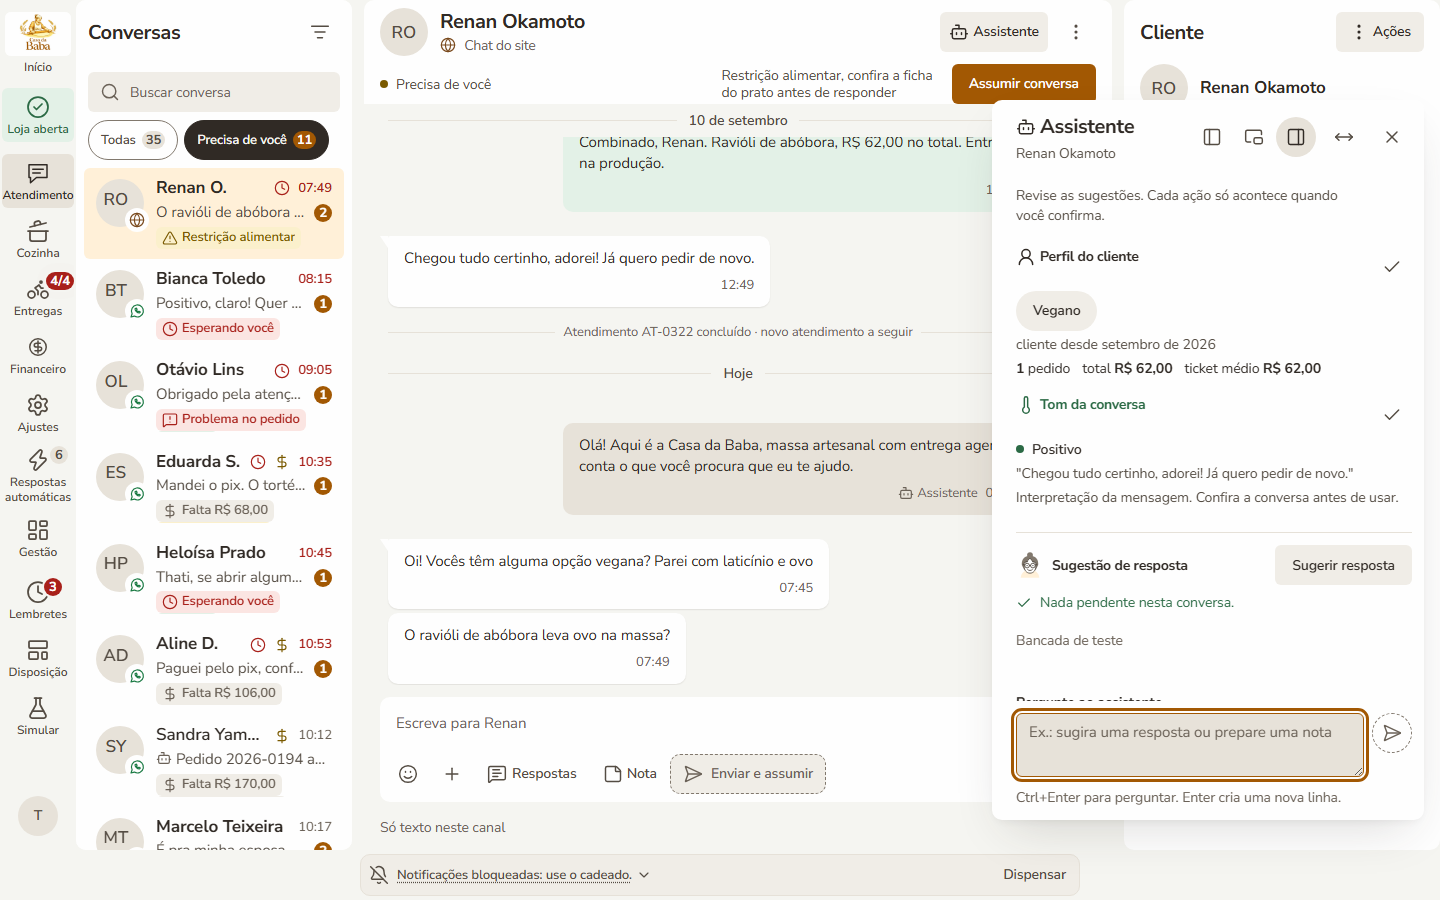 Casa da
Baba
Início
Loja aberta
Atendimento
Cozinha
4/4
Entregas
Financeiro
Ajustes
6
Respostas
automáticas
Gestão
3
Lembretes
Disposição
Simular
T
Conversas
Buscar conversa
Todas 35
Precisa de você 11
RO
Renan O.
07:49
O ravióli de abóbora ...
2
Restrição alimentar
BT
Bianca Toledo
08:15
Positivo, claro! Quer ...
1
Esperando você
OL
Otávio Lins
09:05
Obrigado pela atenç...
1
Problema no pedido
ES
Eduarda S.
10:35
Mandei o pix. O torté...
1
Falta R$ 68,00
HP
Heloísa Prado
10:45
Thati, se abrir algum...
1
Esperando você
AD
Aline D.
10:53
Paguei pelo pix, conf...
1
Falta R$ 106,00
SY
Sandra Yam...
10:12
Pedido 2026-0194 a...
Falta R$ 170,00
MT
Marcelo Teixeira
10:17
É pra minha esposa
2
RO
Renan Okamoto
Chat do site
Assistente
Precisa de você
Restrição alimentar, confira a ficha
do prato antes de responder
Assumir conversa
10 de setembro
Combinado, Renan. Ravióli de abóbora, R$ 62,00 no total. Entr
na produção.
1
Chegou tudo certinho, adorei! Já quero pedir de novo.
12:49
Atendimento AT-0322 concluído · novo atendimento a seguir
Hoje
Olá! Aqui é a Casa da Baba, massa artesanal com entrega agen
conta o que você procura que eu te ajudo.
Assistente 0
Oi! Vocês têm alguma opção vegana? Parei com laticínio e ovo
07:45
O ravióli de abóbora leva ovo na massa?
07:49
Escreva para Renan
Respostas
Nota
Enviar e assumir
Só texto neste canal
Notificações bloqueadas: use o cadeado.
Dispensar
Cliente
Ações
RO
Renan Okamoto
Assistente
Renan Okamoto
Revise as sugestões. Cada ação só acontece quando
você confirma.
Perfil do cliente
Vegano
cliente desde setembro de 2026
1 pedido total R$ 62,00 ticket médio R$ 62,00
Tom da conversa
Positivo
"Chegou tudo certinho, adorei! Já quero pedir de novo."
Interpretação da mensagem. Confira a conversa antes de usar.
Sugestão de resposta
Sugerir resposta
Nada pendente nesta conversa.
Bancada de teste
Pergunte ao assistente
Ex.: sugira uma resposta ou prepare uma nota
Ctrl+Enter para perguntar. Enter cria uma nova linha.